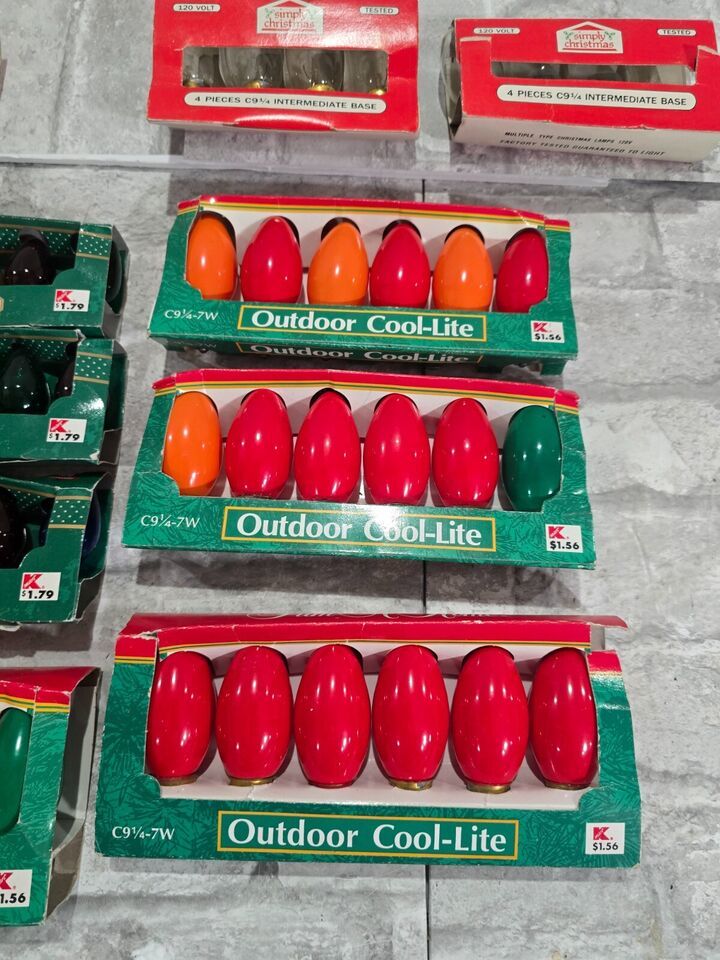 120 VOLT
simply
christmas
TESTED
4 PIECES C9¼ INTERMEDIATE BASE
120 VOLT
simply
christmas
TESTED
4 PIECES C9¼ INTERMEDIATE BASE
MULTIPLE TYPE CHRISTMAS LAMPS 120V
FACTORY TESTED GUARANTEED TO LIGHT
K
$1.79
K
$1.79
K
$1.79
K
1.56
C9¼-7W
Outdoor Cool-Lite
K
$1.56
Outdoor Cool-Lite
C9¼-7W
Outdoor Cool-Lite
K
$1.56
C9¼-7W
Outdoor Cool-Lite
K
$1.56